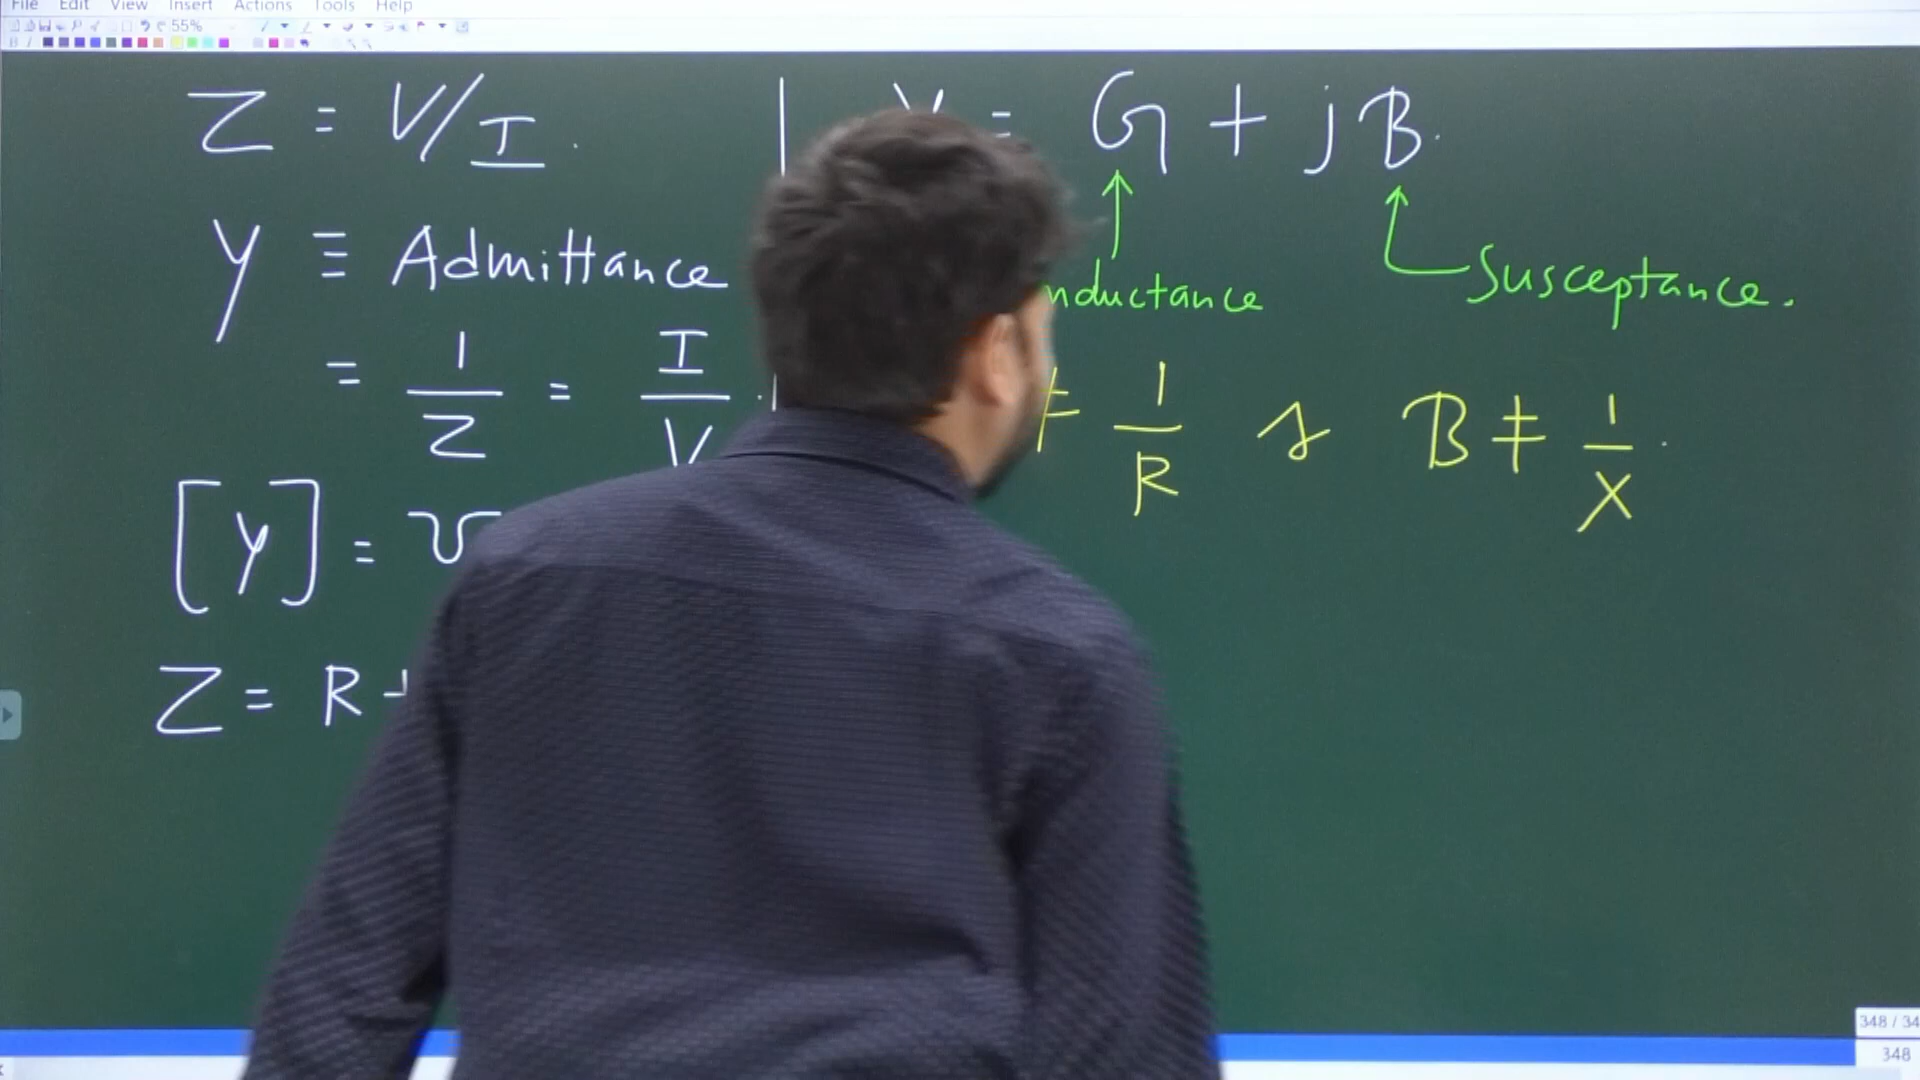 File Edit View Insert Actions Tools Help
55%
Z = V/I.
Y ≡ Admittance
= 1/Z = I/V
[Y] = ℧
Z = R +
= G + jB.
nductance
Susceptance.
≠ 1/R & B ≠ 1/X.
348 / 34
348